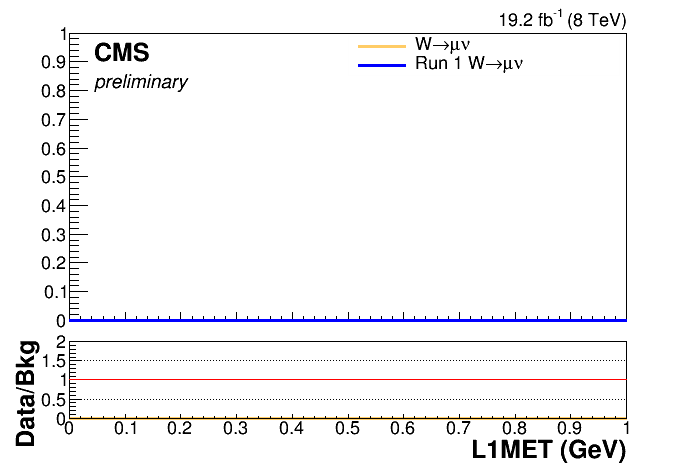 19.2 fb-1 (8 TeV)
CMS
preliminary
W→μν
Run 1 W→μν
1
0.9
0.8
0.7
0.6
0.5
0.4
0.3
0.2
0.1
0
Data/Bkg
2
1.5
1
0.5
0
0 0.1 0.2 0.3 0.4 0.5 0.6 0.7 0.8 0.9 1
L1MET (GeV)